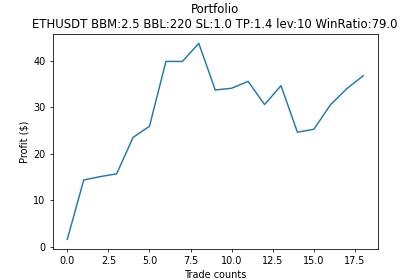 Portfolio
ETHUSDT BBM:2.5 BBL:220 SL:1.0 TP:1.4 lev:10 WinRatio:79.0
Profit ($)
40
30
20
10
0
0.0 2.5 5.0 7.5 10.0 12.5 15.0 17.5
Trade counts